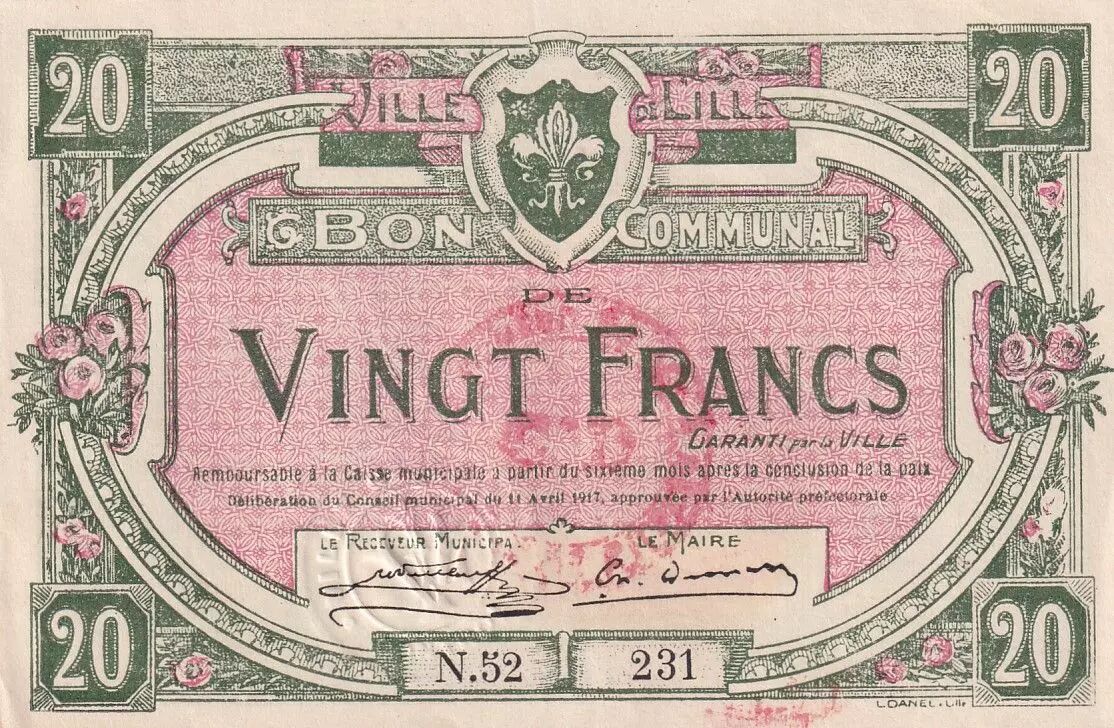 20 20
VILLE DE LILLE
BON COMMUNAL
DE
VINGT FRANCS
GARANTI par la VILLE
Remboursable à la Caisse municipale à partir du sixième mois après la conclusion de la paix
Délibération du Conseil municipal du 11 Avril 1917, approuvée par l'Autorité préfectorale
LE RECEVEUR MUNICIPAL LE MAIRE
20 N.52 231 20
L.DANEL.Lille